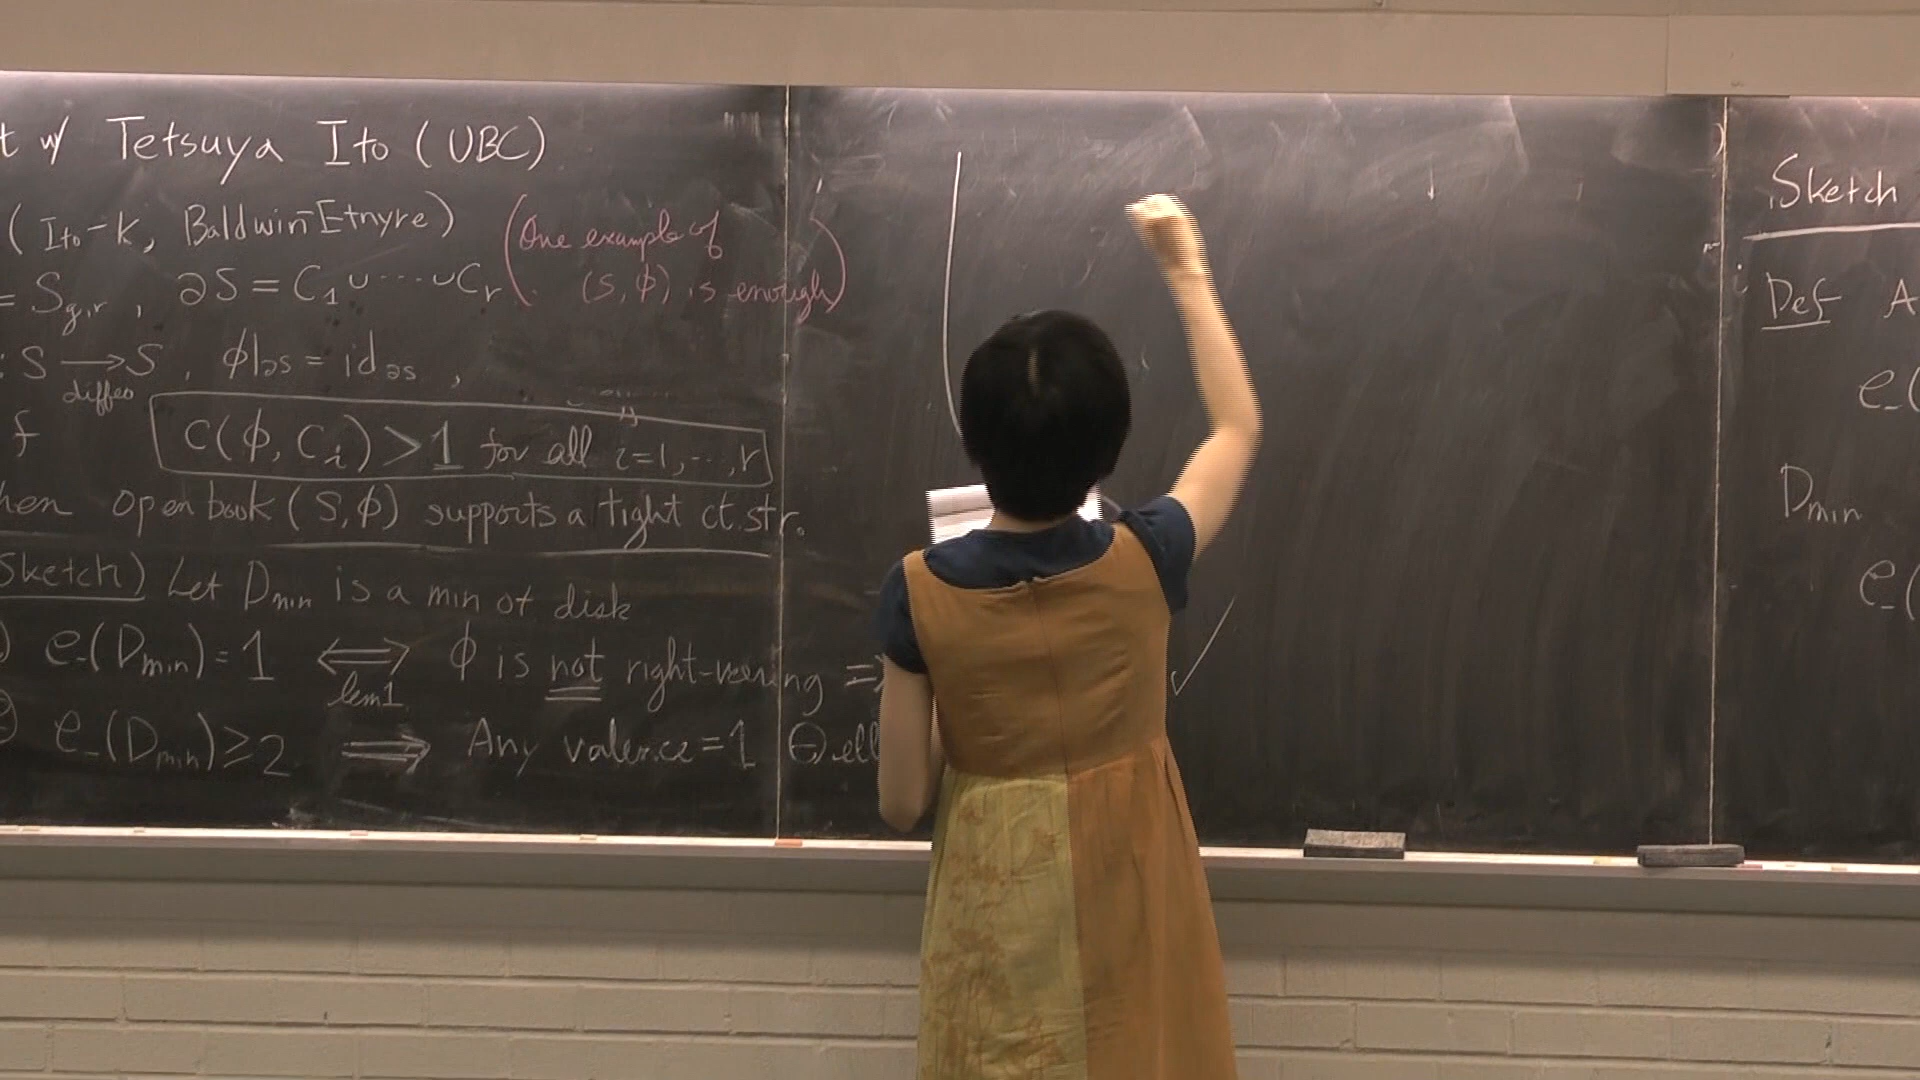 t w/ Tetsuya Ito (UBC)
( Ito-K, Baldwin Etnyre)
(One example of
(S, φ) is enough)
= S_{g,r}, ∂S = C_1 ∪ ⋯ ∪ C_r
: S → S, φ|∂S = id_{∂S},
diffeo
f C(φ, C_i) > 1 for all i=1,⋯,r
hen open book (S, φ) supports a tight ct. str.
Sketch) Let D_min is a min ot disk
) e_-(D_min) = 1 ⟺ φ is not right-veering ⇒
lem1
) e_-(D_min) ≥ 2 ⟹ Any valence = 1 ⊖ ell
Sketch
Def A
e_-(
D_min
e_-(